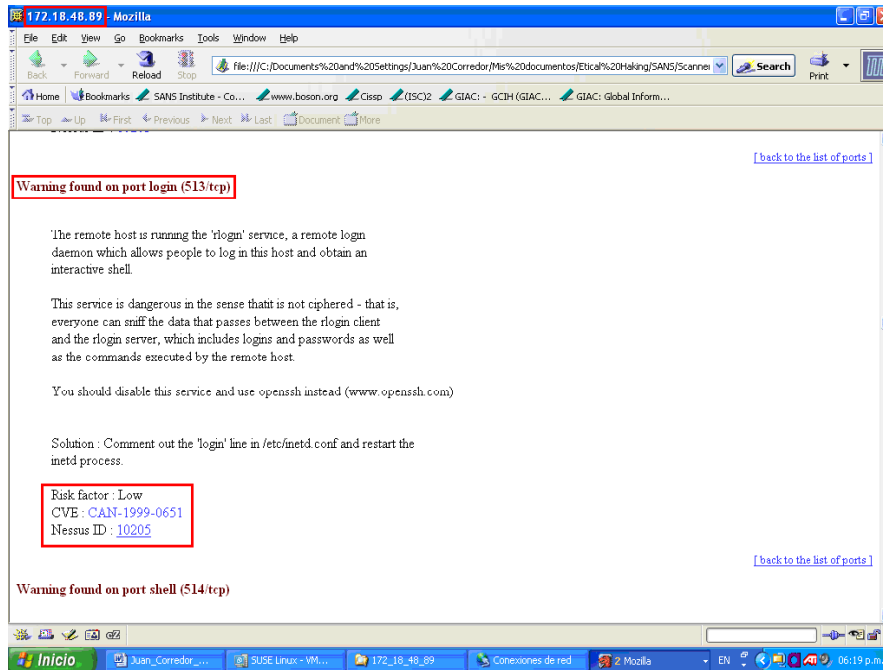 172.18.48.89 - Mozilla
File Edit View Go Bookmarks Tools Window Help
Back Forward Reload Stop file:///C:/Documents%20and%20Settings/Juan%20Corredor/Mis%20documentos/Etical%20Haking/SANS/Scanner Search Print
Home Bookmarks SANS Institute - Co... www.boson.org Cissp (ISC)2 GIAC: - GCIH (GIAC... GIAC: Global Inform...
Top Up First Previous Next Last Document More
[ back to the list of ports ]
Warning found on port login (513/tcp)
The remote host is running the 'rlogin' service, a remote login
daemon which allows people to log in this host and obtain an
interactive shell.
This service is dangerous in the sense thatit is not ciphered - that is,
everyone can sniff the data that passes between the rlogin client
and the rlogin server, which includes logins and passwords as well
as the commands executed by the remote host.
You should disable this service and use openssh instead (www.openssh.com)
Solution : Comment out the 'login' line in /etc/inetd.conf and restart the
inetd process.
Risk factor : Low
CVE : CAN-1999-0651
Nessus ID : 10205
[ back to the list of ports ]
Warning found on port shell (514/tcp)
Inicio Juan_Corredor_... SUSE Linux - VM... 172_18_48_89 Conexiones de red 2 Mozilla EN 06:19 p.m.